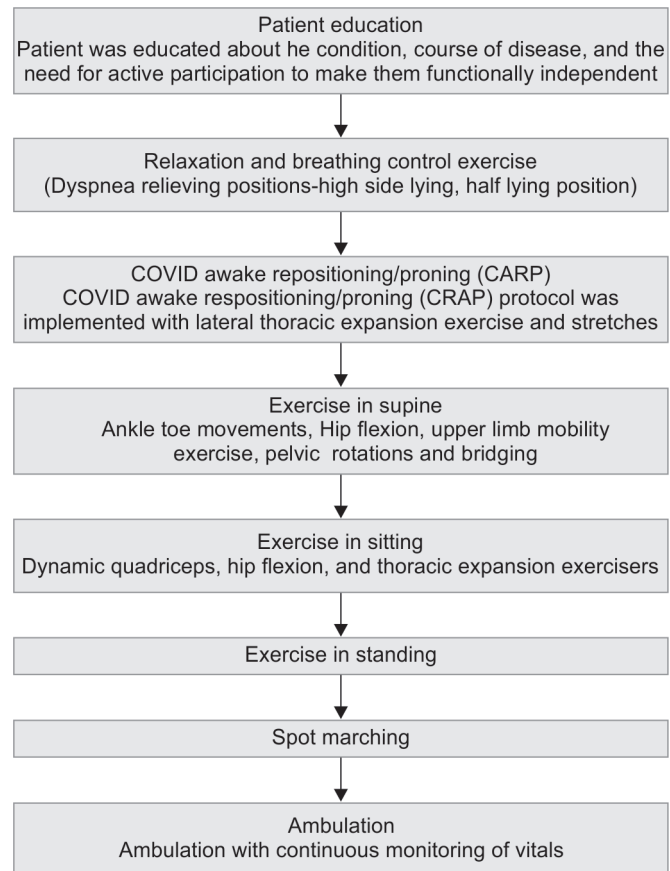 Patient education
Patient was educated about he condition, course of disease, and the
need for active participation to make them functionally independent
Relaxation and breathing control exercise
(Dyspnea relieving positions-high side lying, half lying position)
COVID awake repositioning/proning (CARP)
COVID awake respositioning/proning (CRAP) protocol was
implemented with lateral thoracic expansion exercise and stretches
Exercise in supine
Ankle toe movements, Hip flexion, upper limb mobility
exercise, pelvic rotations and bridging
Exercise in sitting
Dynamic quadriceps, hip flexion, and thoracic expansion exercisers
Exercise in standing
Spot marching
Ambulation
Ambulation with continuous monitoring of vitals